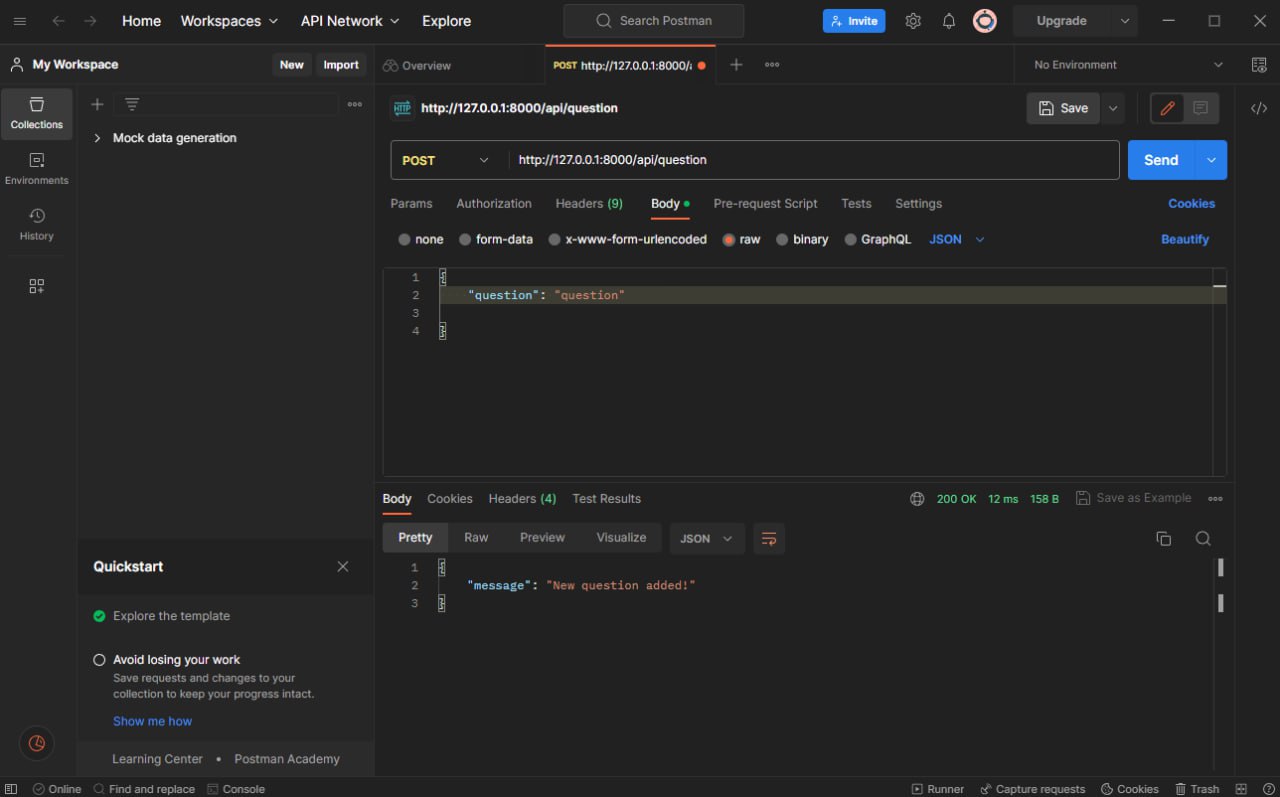 Home Workspaces API Network Explore Search Postman Invite Upgrade
My Workspace New Import Overview POST http://127.0.0.1:8000/ No Environment
Collections
Environments
History
Mock data generation
HTTP http://127.0.0.1:8000/api/question Save
POST http://127.0.0.1:8000/api/question Send
Params Authorization Headers (9) Body Pre-request Script Tests Settings Cookies
none form-data x-www-form-urlencoded raw binary GraphQL JSON Beautify
1 {
2 "question": "question"
3
4 }
Body Cookies Headers (4) Test Results 200 OK 12 ms 158 B Save as Example
Pretty Raw Preview Visualize JSON
1 {
2 "message": "New question added!"
3 }
Quickstart
Explore the template
Avoid losing your work
Save requests and changes to your
collection to keep your progress intact.
Show me how
Learning Center • Postman Academy
Online Find and replace Console Runner Capture requests Cookies Trash